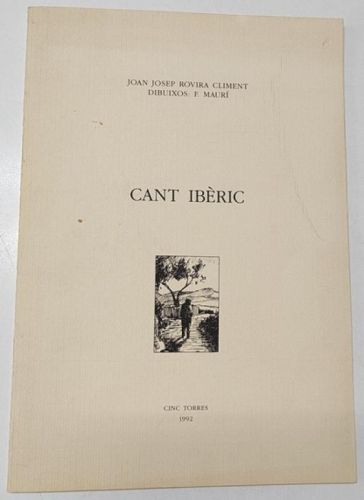 JOAN JOSEP ROVIRA CLIMENT
DIBUIXOS: F. MAURÍ
CANT IBÈRIC
CINC TORRES
1992